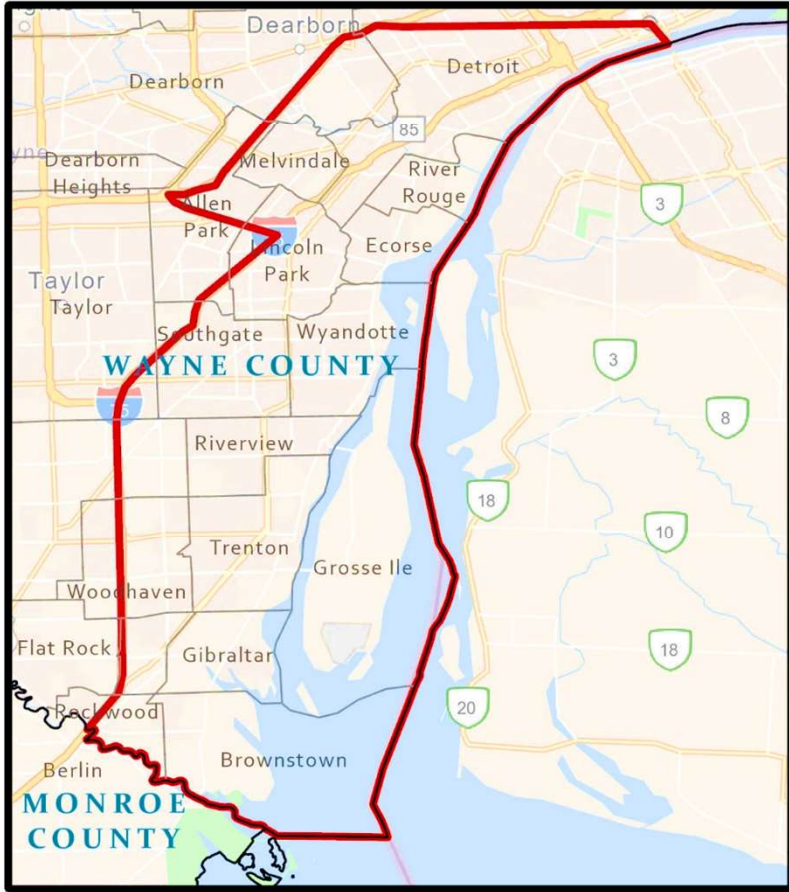 Dearborn
Detroit
Dearborn
85
Melvindale
Dearborn
Heights
River
Rouge
Allen
Park
3
Lincoln
Park
Ecorse
Taylor
Taylor
Southgate
Wyandotte
WAYNE COUNTY
3
75
8
Riverview
18
10
Trenton
Grosse Ile
Woodhaven
Flat Rock
Gibraltar
18
Rockwood
20
Brownstown
Berlin
MONROE
COUNTY